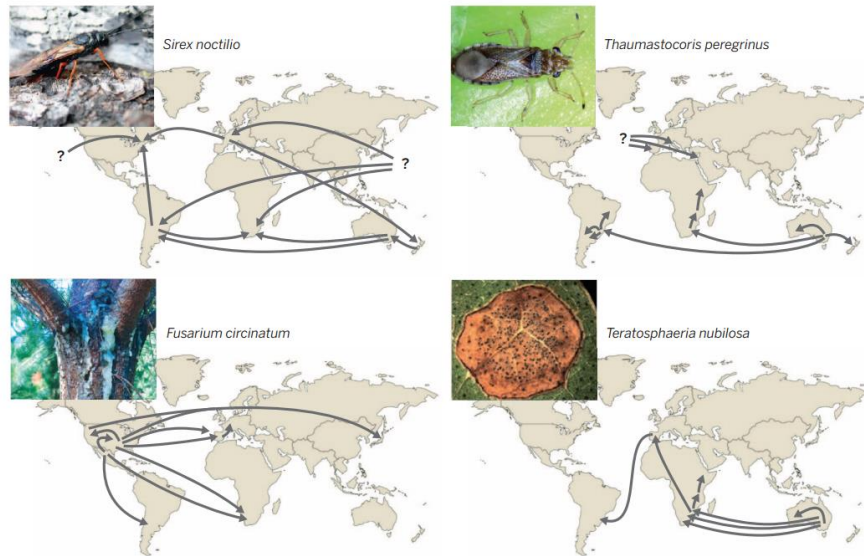 Sirex noctilio
?
?
Thaumastocoris peregrinus
?
Fusarium circinatum
Teratosphaeria nubilosa